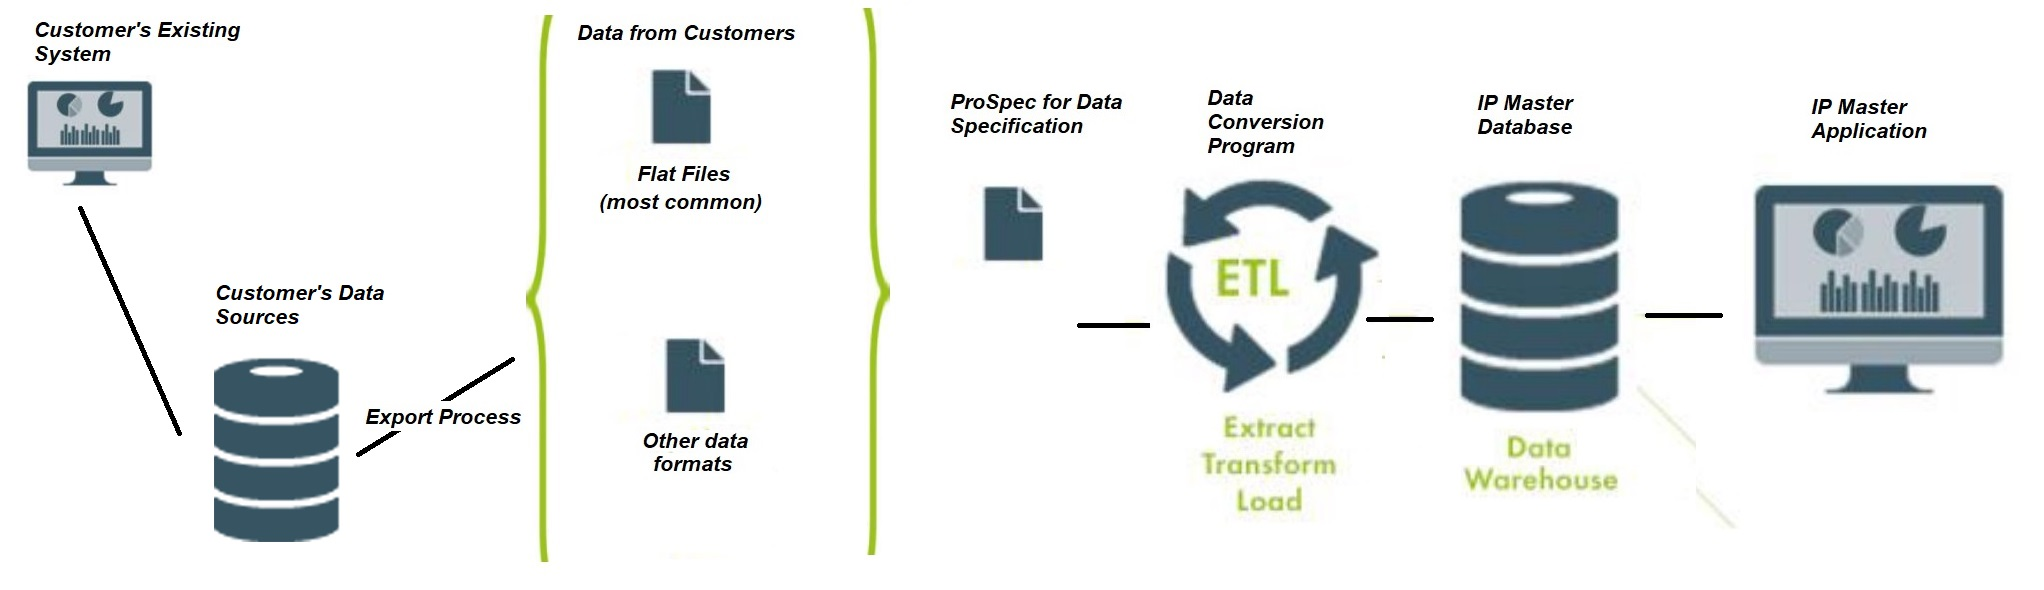 Customer's Existing
System
Customer's Data
Sources
Export Process
Data from Customers
Flat Files
(most common)
Other data
formats
ProSpec for Data
Specification
Data
Conversion
Program
ETL
Extract
Transform
Load
IP Master
Database
Data
Warehouse
IP Master
Application